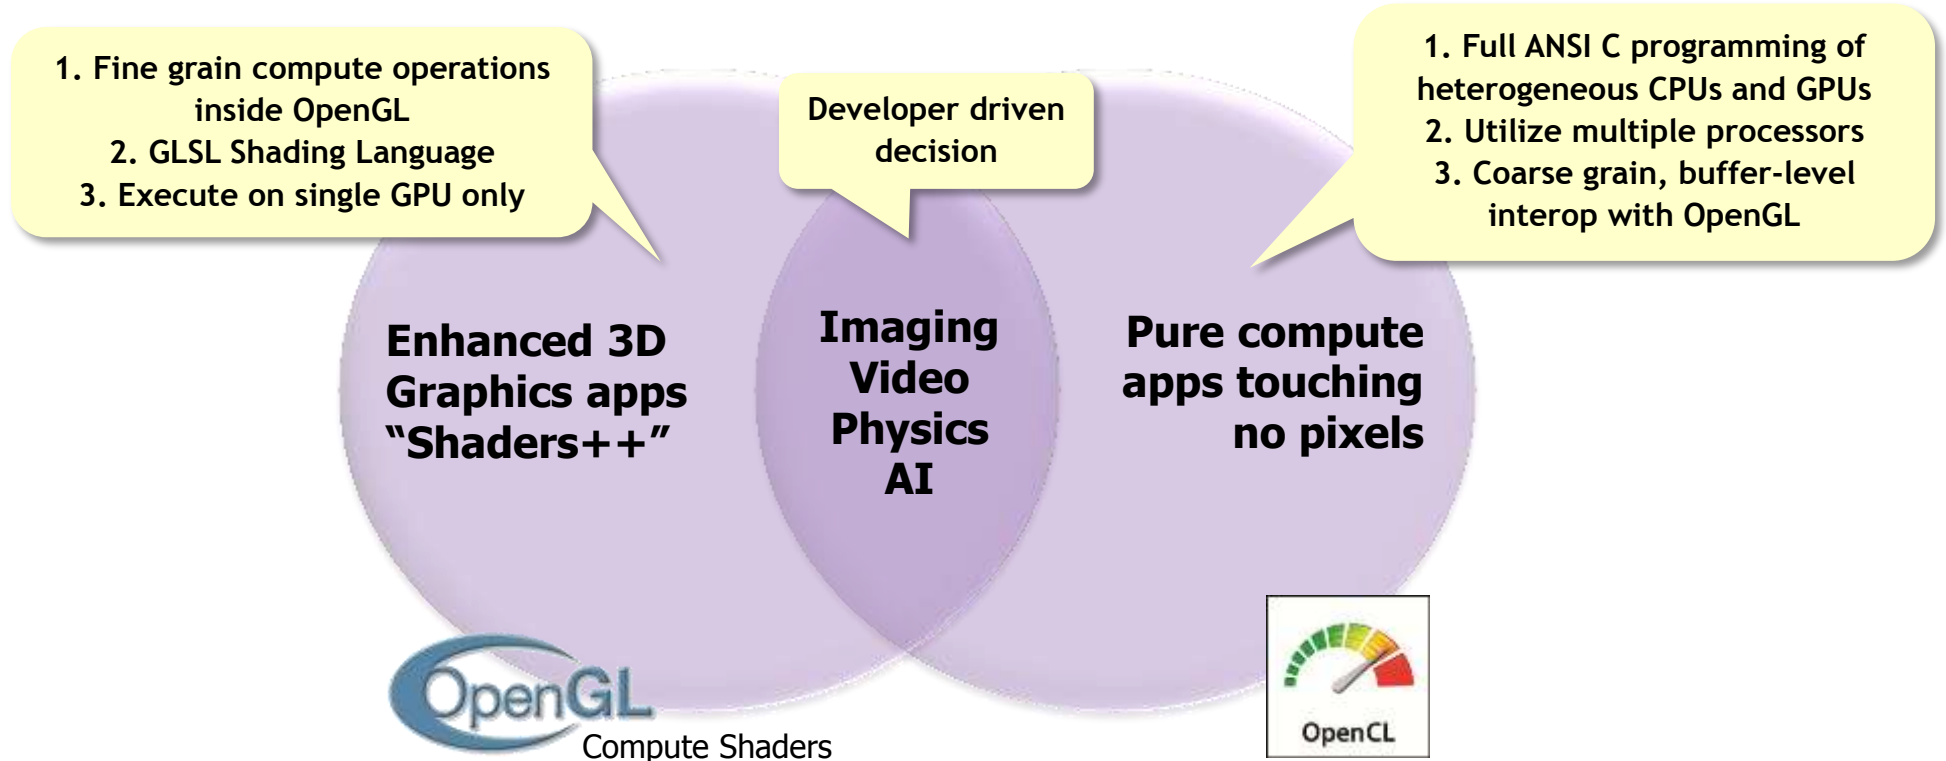 1. Fine grain compute operations
inside OpenGL
2. GLSL Shading Language
3. Execute on single GPU only
Developer driven
decision
1. Full ANSI C programming of
heterogeneous CPUs and GPUs
2. Utilize multiple processors
3. Coarse grain, buffer-level
interop with OpenGL
Enhanced 3D
Graphics apps
“Shaders++”
Imaging
Video
Physics
AI
Pure compute
apps touching
no pixels
OpenGL
Compute Shaders
OpenCL